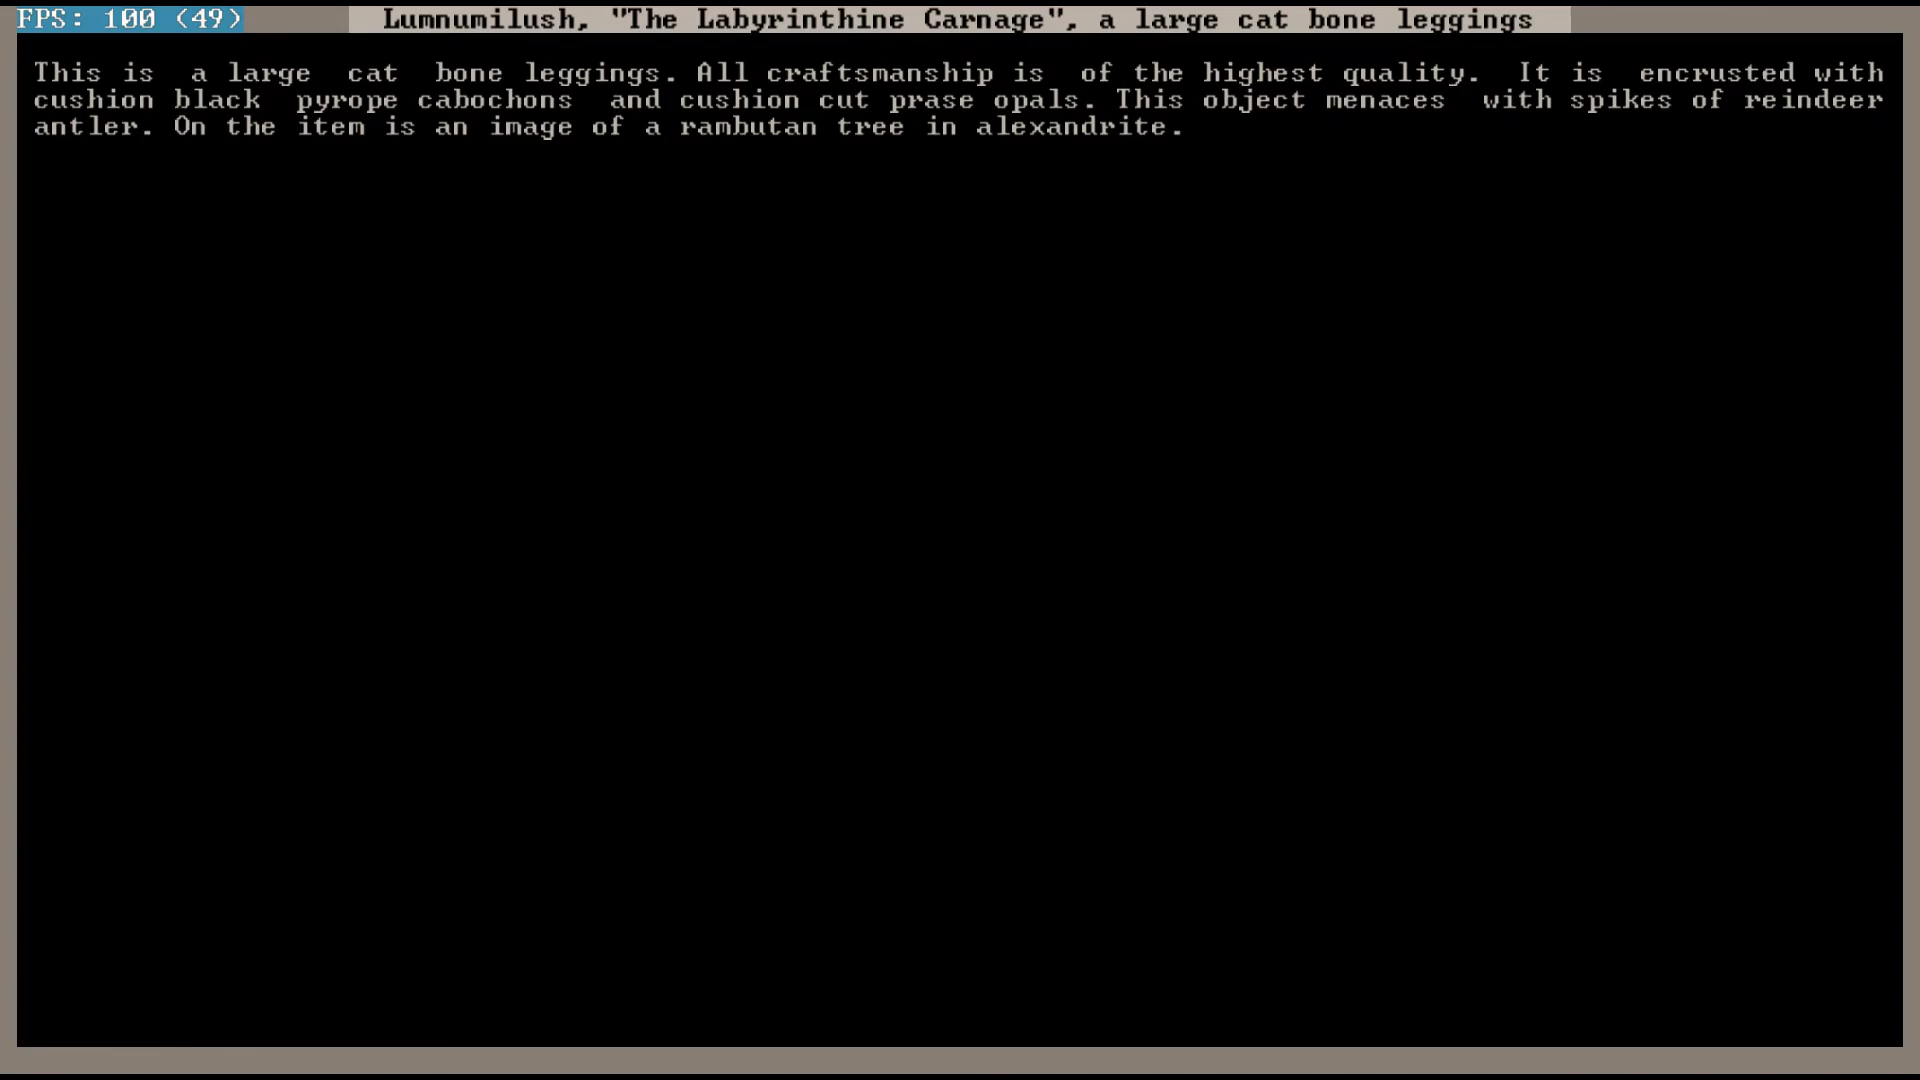 FPS: 100 (49) Lumnumilush, "The Labyrinthine Carnage", a large cat bone leggings
This is a large cat bone leggings. All craftsmanship is of the highest quality. It is encrusted with
cushion black pyrope cabochons and cushion cut prase opals. This object menaces with spikes of reindeer
antler. On the item is an image of a rambutan tree in alexandrite.